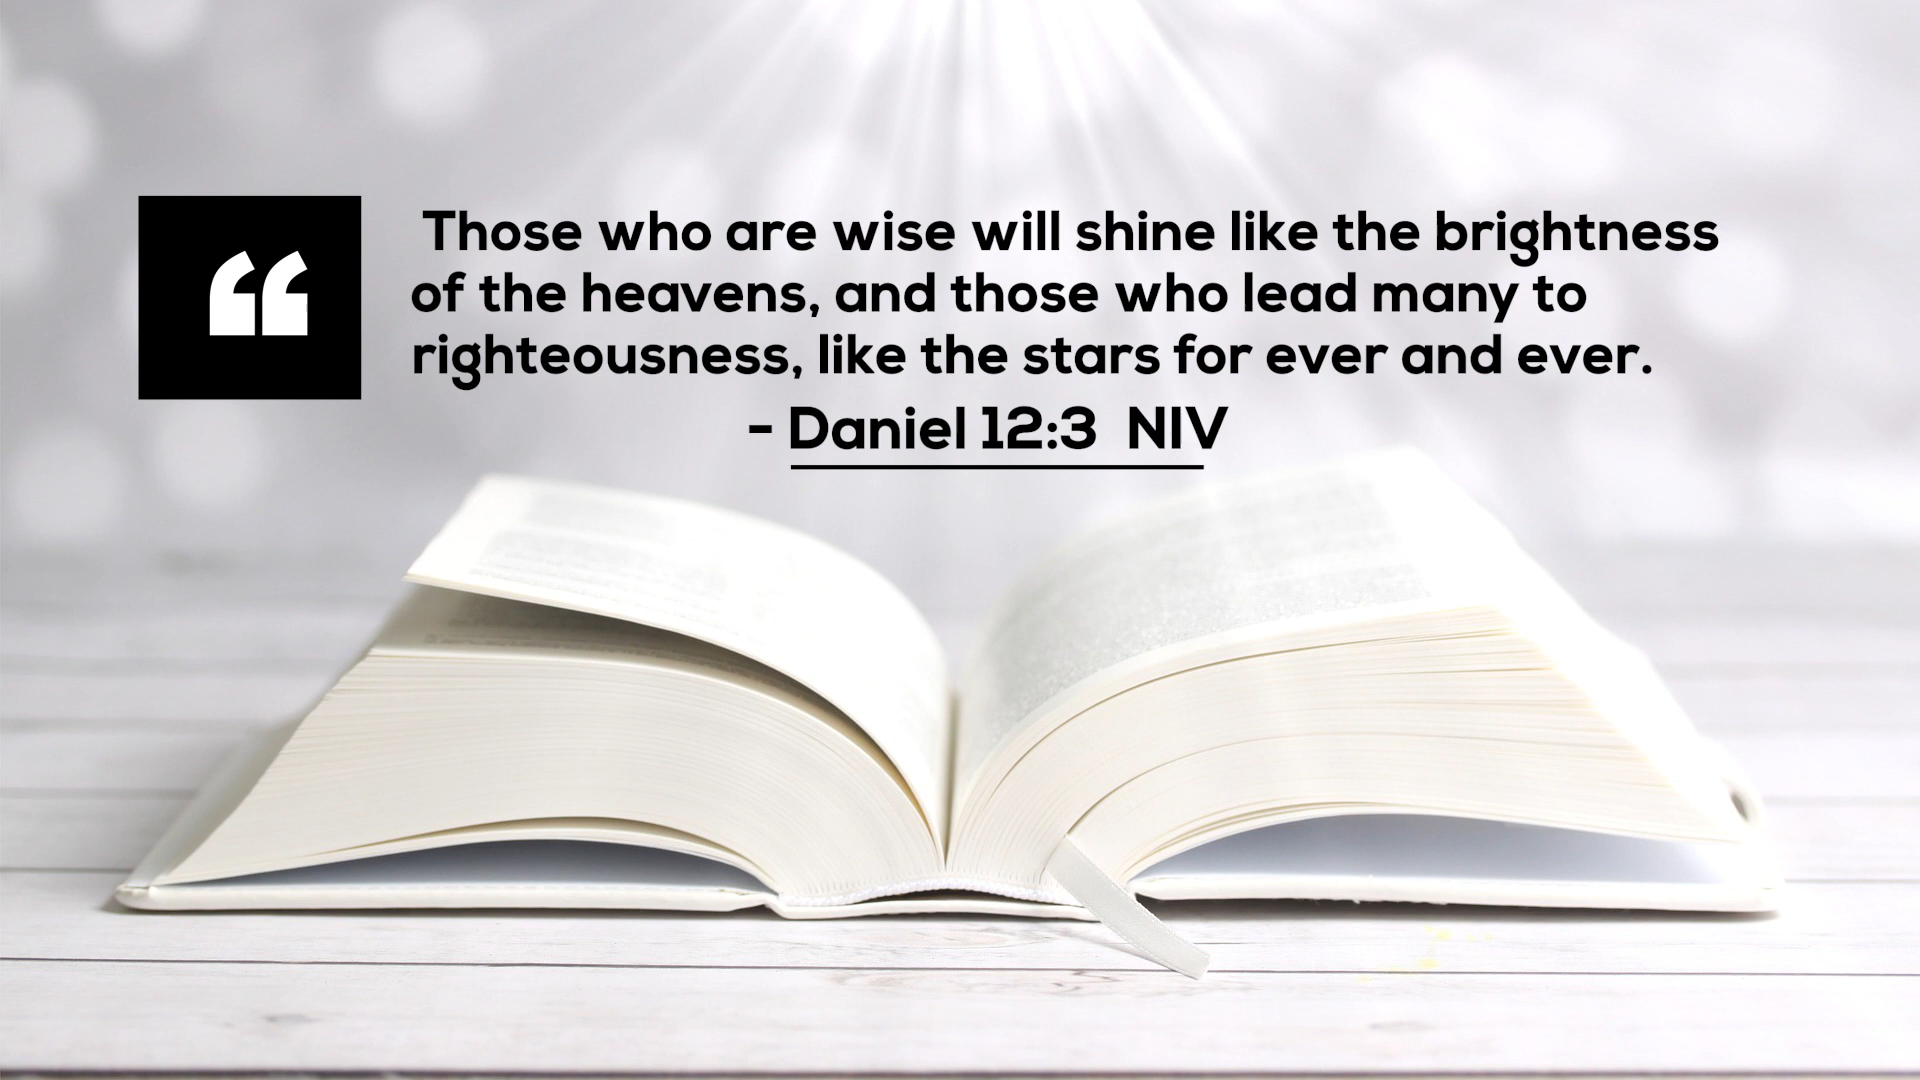 “
Those who are wise will shine like the brightness
of the heavens, and those who lead many to
righteousness, like the stars for ever and ever.
- Daniel 12:3 NIV